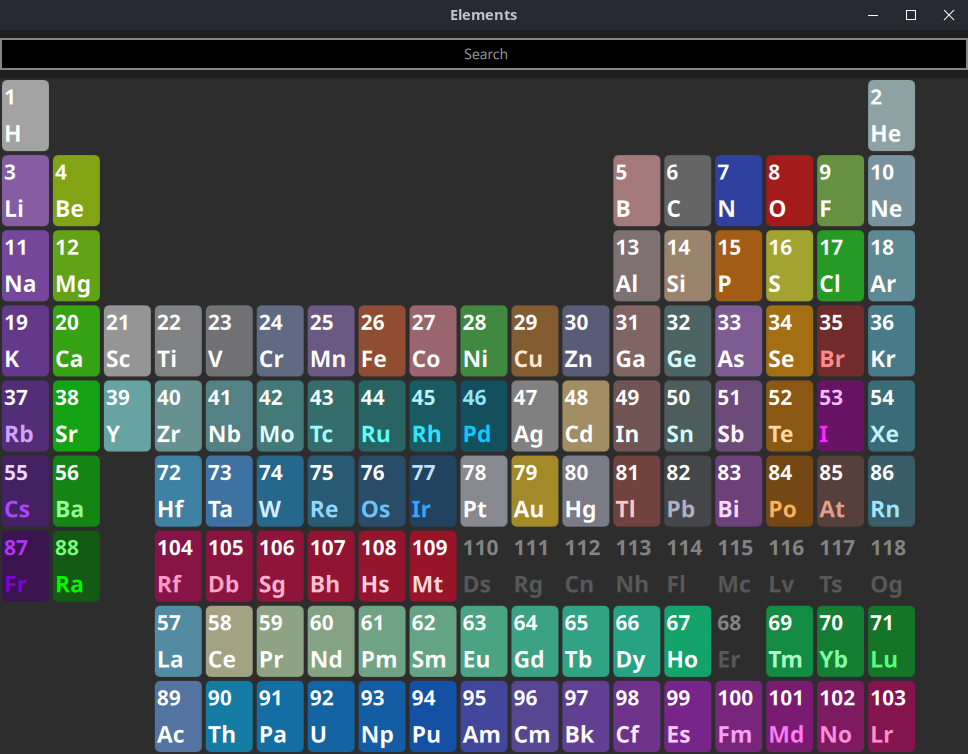 Elements
Search
1 2
H He
3 4 5 6 7 8 9 10
Li Be B C N O F Ne
11 12 13 14 15 16 17 18
Na Mg Al Si P S Cl Ar
19 20 21 22 23 24 25 26 27 28 29 30 31 32 33 34 35 36
K Ca Sc Ti V Cr Mn Fe Co Ni Cu Zn Ga Ge As Se Br Kr
37 38 39 40 41 42 43 44 45 46 47 48 49 50 51 52 53 54
Rb Sr Y Zr Nb Mo Tc Ru Rh Pd Ag Cd In Sn Sb Te I Xe
55 56 72 73 74 75 76 77 78 79 80 81 82 83 84 85 86
Cs Ba Hf Ta W Re Os Ir Pt Au Hg Tl Pb Bi Po At Rn
87 88 104 105 106 107 108 109 110 111 112 113 114 115 116 117 118
Fr Ra Rf Db Sg Bh Hs Mt Ds Rg Cn Nh Fl Mc Lv Ts Og
57 58 59 60 61 62 63 64 65 66 67 68 69 70 71
La Ce Pr Nd Pm Sm Eu Gd Tb Dy Ho Er Tm Yb Lu
89 90 91 92 93 94 95 96 97 98 99 100 101 102 103
Ac Th Pa U Np Pu Am Cm Bk Cf Es Fm Md No Lr